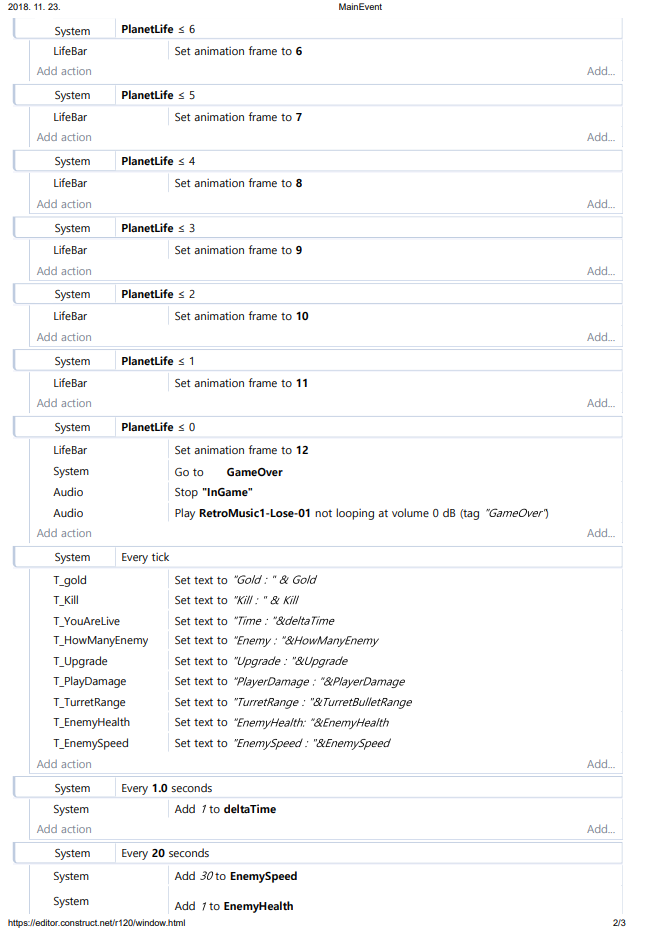 2018. 11. 23. MainEvent
System PlanetLife ≤ 6
LifeBar Set animation frame to 6
Add action Add...
System PlanetLife ≤ 5
LifeBar Set animation frame to 7
Add action Add...
System PlanetLife ≤ 4
LifeBar Set animation frame to 8
Add action Add...
System PlanetLife ≤ 3
LifeBar Set animation frame to 9
Add action Add...
System PlanetLife ≤ 2
LifeBar Set animation frame to 10
Add action Add...
System PlanetLife ≤ 1
LifeBar Set animation frame to 11
Add action Add...
System PlanetLife ≤ 0
LifeBar Set animation frame to 12
System Go to GameOver
Audio Stop "InGame"
Audio Play RetroMusic1-Lose-01 not looping at volume 0 dB (tag "GameOver")
Add action Add...
System Every tick
T_gold Set text to "Gold : " & Gold
T_Kill Set text to "Kill : " & Kill
T_YouAreLive Set text to "Time : "&deltaTime
T_HowManyEnemy Set text to "Enemy : "&HowManyEnemy
T_Upgrade Set text to "Upgrade : "&Upgrade
T_PlayDamage Set text to "PlayerDamage : "&PlayerDamage
T_TurretRange Set text to "TurretRange : "&TurretBulletRange
T_EnemyHealth Set text to "EnemyHealth: "&EnemyHealth
T_EnemySpeed Set text to "EnemySpeed : "&EnemySpeed
Add action Add...
System Every 1.0 seconds
System Add 1 to deltaTime
Add action Add...
System Every 20 seconds
System Add 30 to EnemySpeed
System Add 1 to EnemyHealth
https://editor.construct.net/r120/window.html 2/3